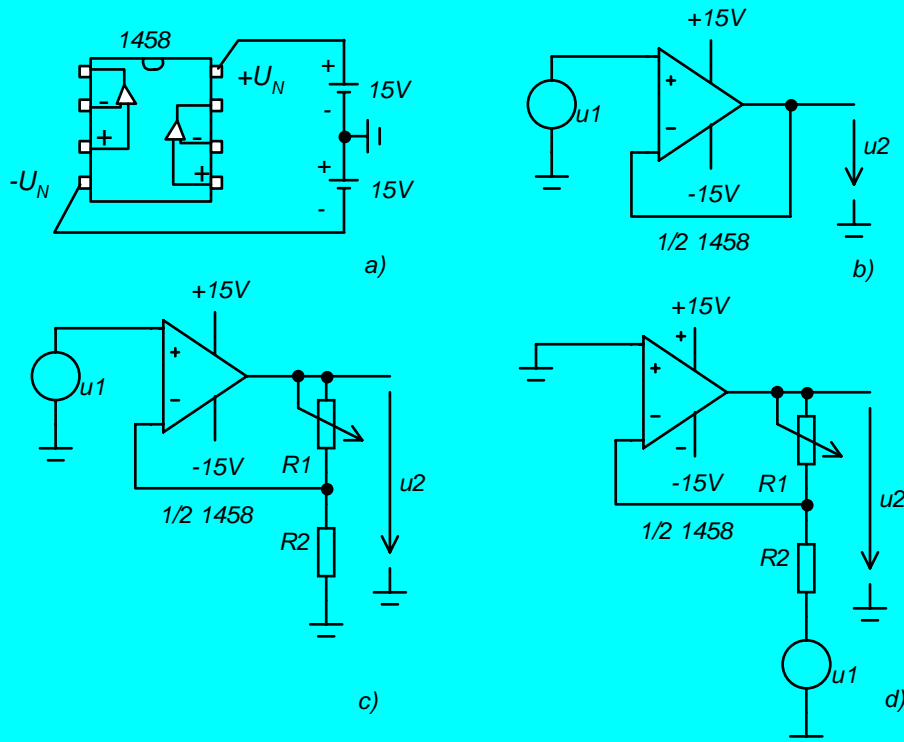 1458
+U_N
+
15V
-
-
+
-
+
+
15V
-
-U_N
a)
+15V
+
-
u1
u2
-15V
1/2 1458
b)
+15V
+
-
u1
-15V
R1
u2
1/2 1458
R2
c)
+15V
+
+
-
-
-15V
R1
u2
1/2 1458
R2
u1
d)